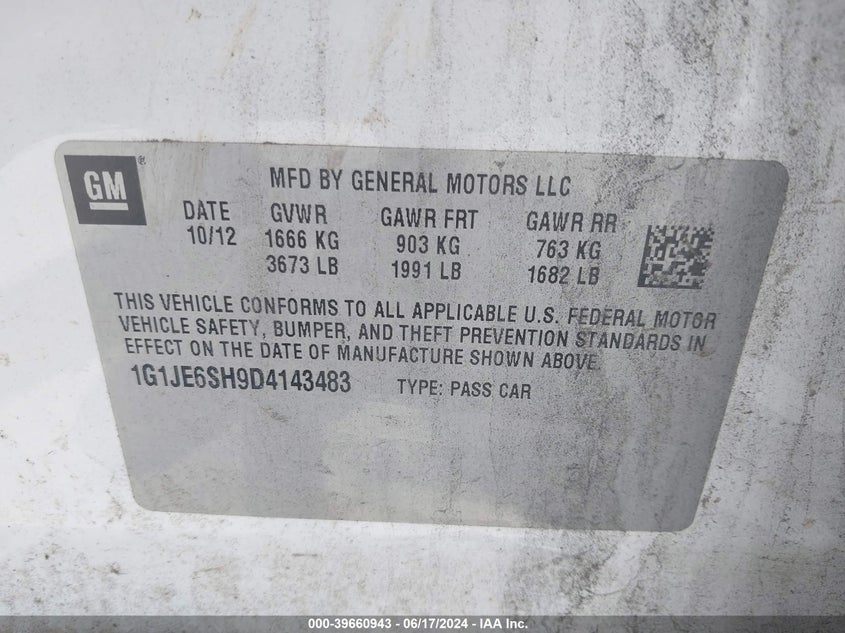 GM ®
MFD BY GENERAL MOTORS LLC
DATE GVWR GAWR FRT GAWR RR
10/12 1666 KG 903 KG 763 KG
3673 LB 1991 LB 1682 LB
THIS VEHICLE CONFORMS TO ALL APPLICABLE U.S. FEDERAL MOTOR
VEHICLE SAFETY, BUMPER, AND THEFT PREVENTION STANDARDS IN
EFFECT ON THE DATE OF MANUFACTURE SHOWN ABOVE.
1G1JE6SH9D4143483 TYPE: PASS CAR
000-39660943 - 06/17/2024 - IAA Inc.